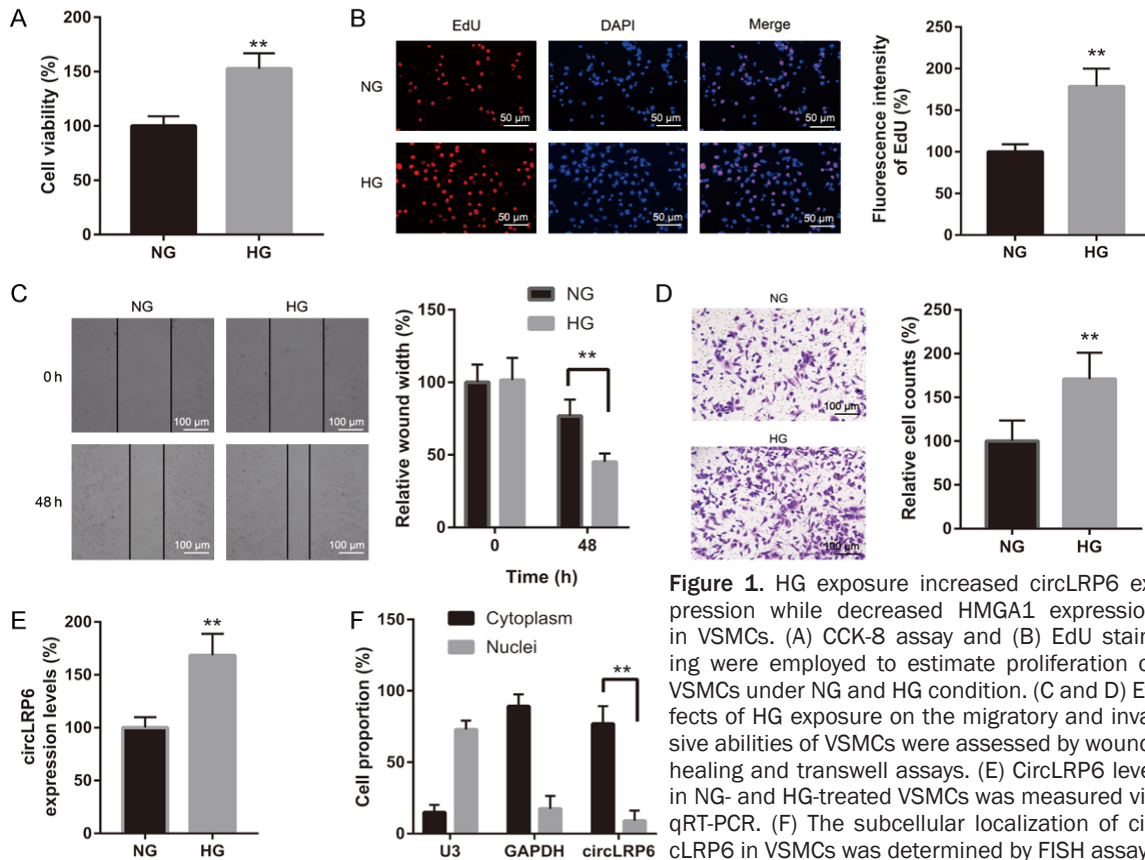 A
Cell viability (%)
200
150
100
50
0
**
NG
HG
B
EdU
DAPI
Merge
NG
50 µm
50 µm
50 µm
HG
50 µm
50 µm
50 µm
Fluorescence intensity
of EdU (%)
250
200
150
100
50
0
**
NG
HG
C
NG
HG
0 h
100 µm
100 µm
48 h
100 µm
100 µm
Relative wound width (%)
150
100
50
0
NG
HG
**
0
48
Time (h)
D
NG
100 µm
HG
100 µm
Relative cell counts (%)
250
200
150
100
50
0
**
NG
HG
E
circLRP6
expression levels (%)
200
150
100
50
0
**
NG
HG
F
Cell proportion (%)
150
100
50
0
Cytoplasm
Nuclei
**
U3
GAPDH
circLRP6
Figure 1. HG exposure increased circLRP6 ex
pression while decreased HMGA1 expression
in VSMCs. (A) CCK-8 assay and (B) EdU stain
ing were employed to estimate proliferation o
VSMCs under NG and HG condition. (C and D) E
fects of HG exposure on the migratory and inva
sive abilities of VSMCs were assessed by wound
healing and transwell assays. (E) CircLRP6 leve
in NG- and HG-treated VSMCs was measured vi
qRT-PCR. (F) The subcellular localization of ci
cLRP6 in VSMCs was determined by FISH assay